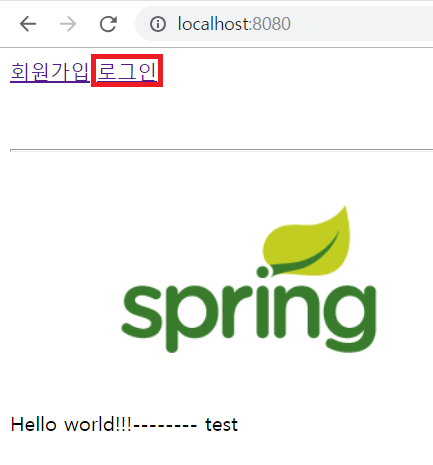 localhost:8080
회원가입 로그인
spring
Hello world!!!-------- test